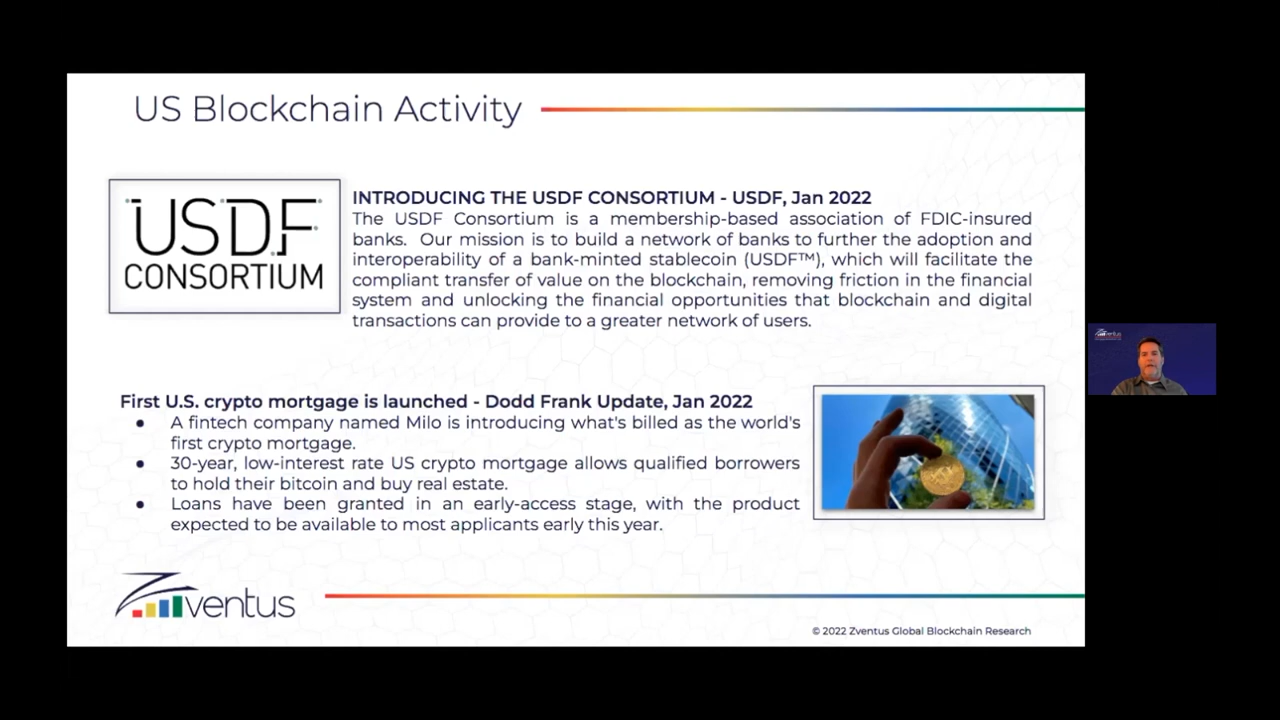 US Blockchain Activity
USDF
CONSORTIUM
INTRODUCING THE USDF CONSORTIUM - USDF, Jan 2022
The USDF Consortium is a membership-based association of FDIC-insured
banks. Our mission is to build a network of banks to further the adoption and
interoperability of a bank-minted stablecoin (USDF™), which will facilitate the
compliant transfer of value on the blockchain, removing friction in the financial
system and unlocking the financial opportunities that blockchain and digital
transactions can provide to a greater network of users.
First U.S. crypto mortgage is launched - Dodd Frank Update, Jan 2022
● A fintech company named Milo is introducing what's billed as the world's
first crypto mortgage.
● 30-year, low-interest rate US crypto mortgage allows qualified borrowers
to hold their bitcoin and buy real estate.
● Loans have been granted in an early-access stage, with the product
expected to be available to most applicants early this year.
Zventus
© 2022 Zventus Global Blockchain Research
Zventus